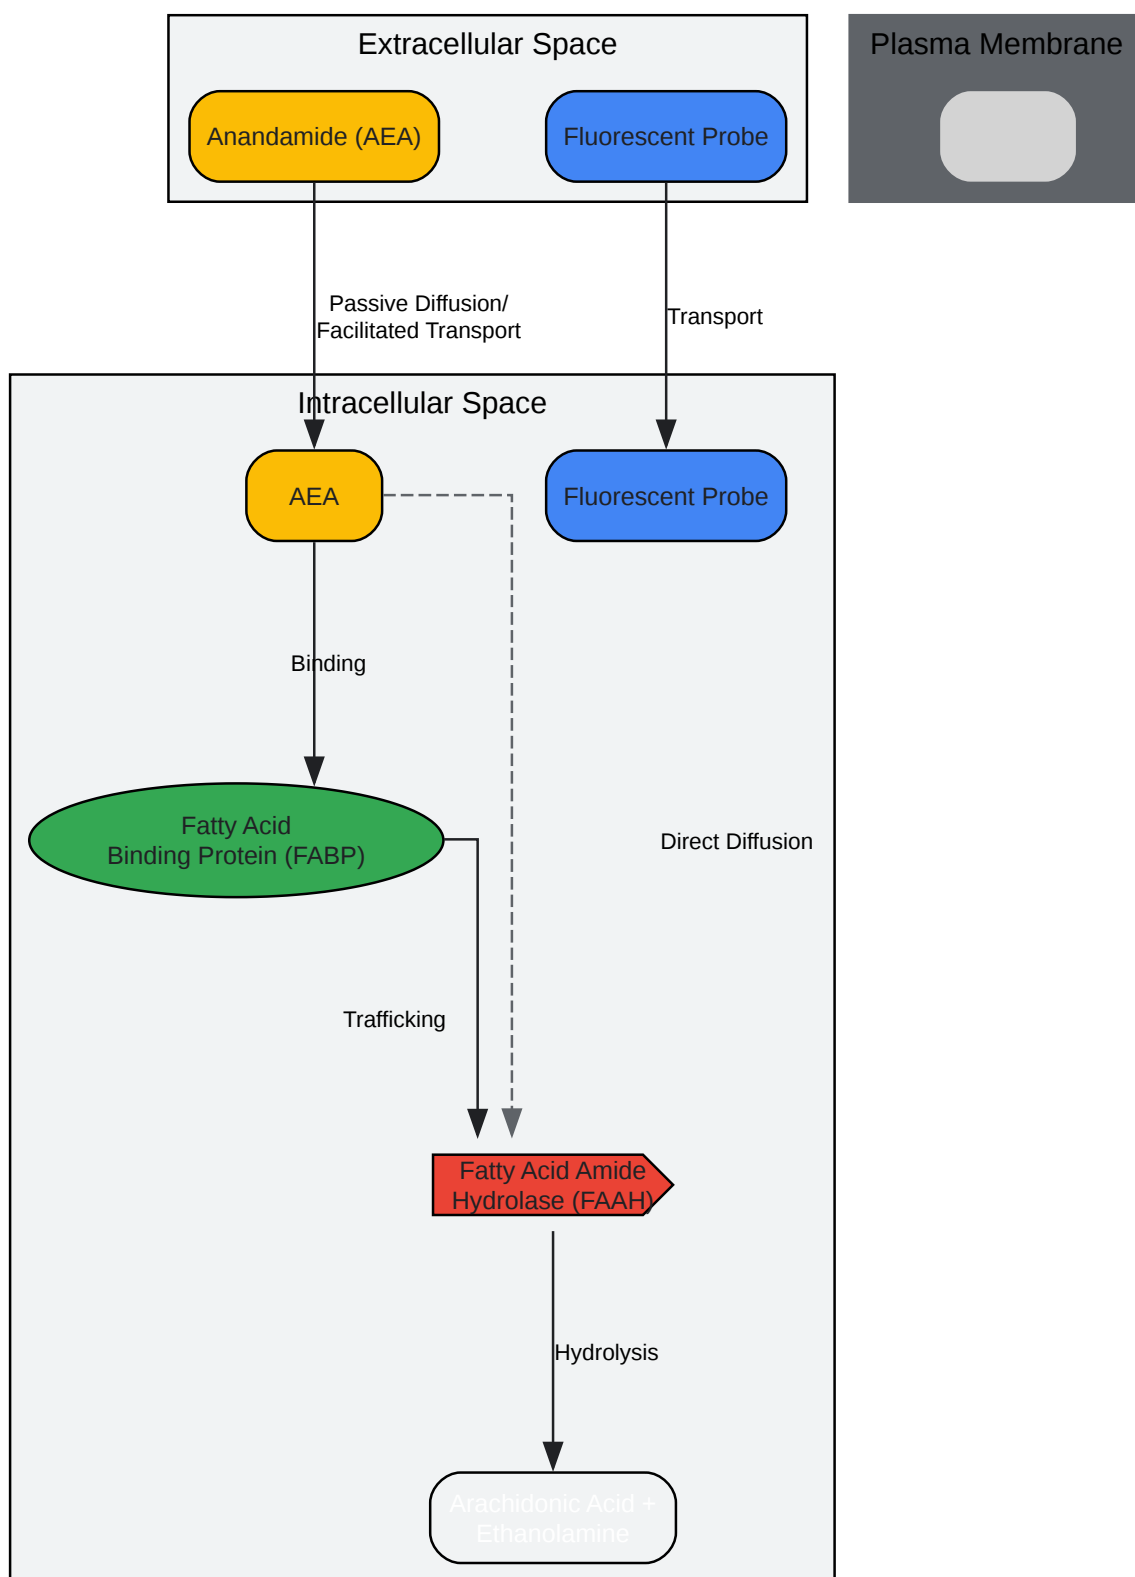 Extracellular Space
Plasma Membrane
Anandamide (AEA)
Fluorescent Probe
Passive Diffusion/
Facilitated Transport
Transport
Intracellular Space
AEA
Fluorescent Probe
Binding
Fatty Acid
Binding Protein (FABP)
Direct Diffusion
Trafficking
Fatty Acid Amide
Hydrolase (FAAH)
Hydrolysis
Arachidonic Acid +
Ethanolamine